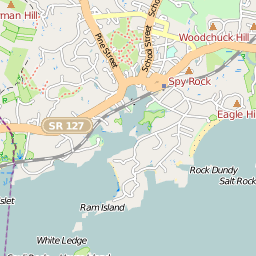 man Hill
Pine Street
School Street
Woodchuck Hill
Spy Rock
Eagle Hi
SR 127
Rock Dundy
Salt Rock
slet
Ram Island
White Ledge